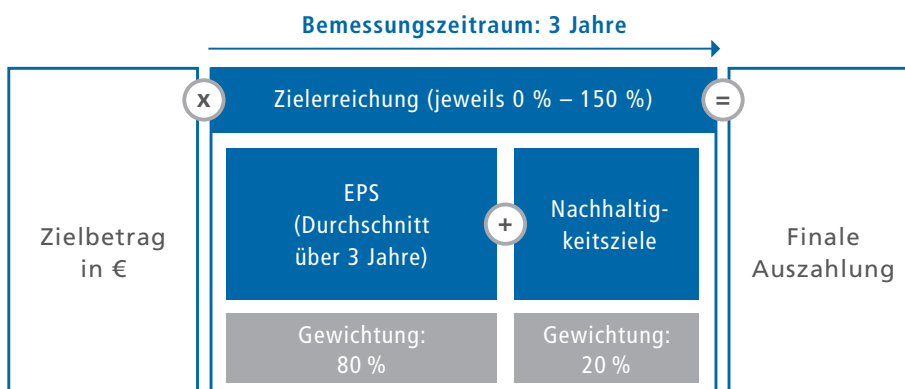 Bemessungszeitraum: 3 Jahre
x
Zielerreichung (jeweils 0 % – 150 %)
=
Zielbetrag
in €
EPS
(Durchschnitt
über 3 Jahre)
+
Nachhaltig-
keitsziele
Finale
Auszahlung
Gewichtung:
80 %
Gewichtung:
20 %